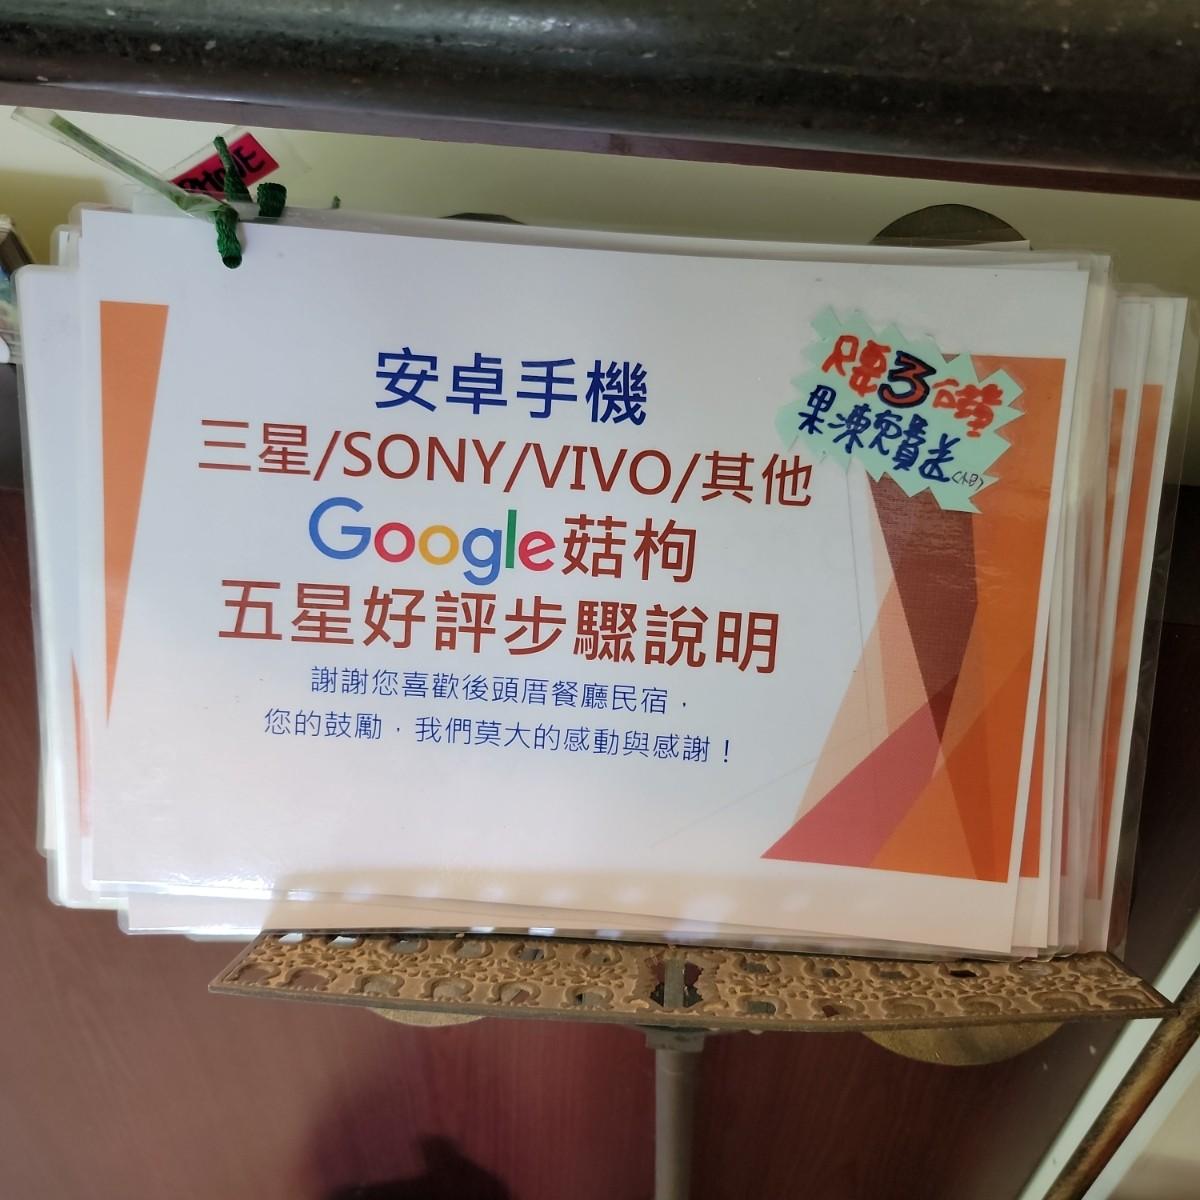 安卓手機
三星/SONY/VIVO/其他
Google菇枸
五星好評步驟說明
謝謝您喜歡後頭厝餐廳民宿，
您的鼓勵，我們莫大的感動與感謝！
只要3
果凍免費送